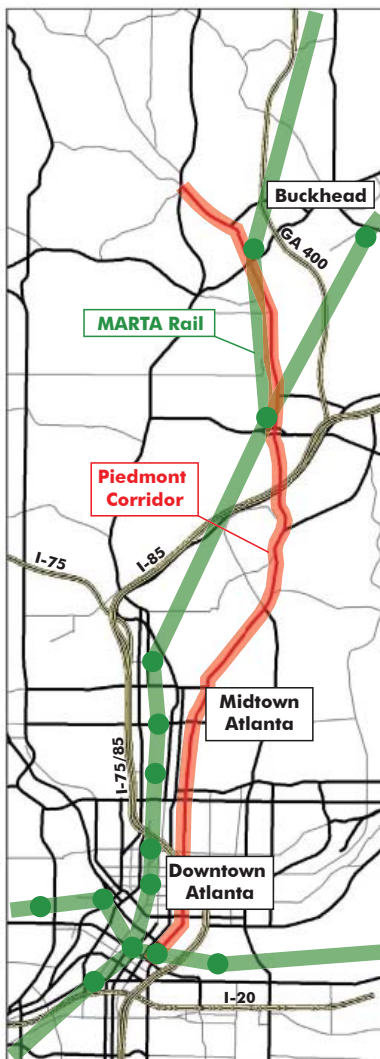 Buckhead
GA 400
MARTA Rail
Piedmont
Corridor
I-75
I-85
Midtown
Atlanta
I-75/85
Downtown
Atlanta
I-20